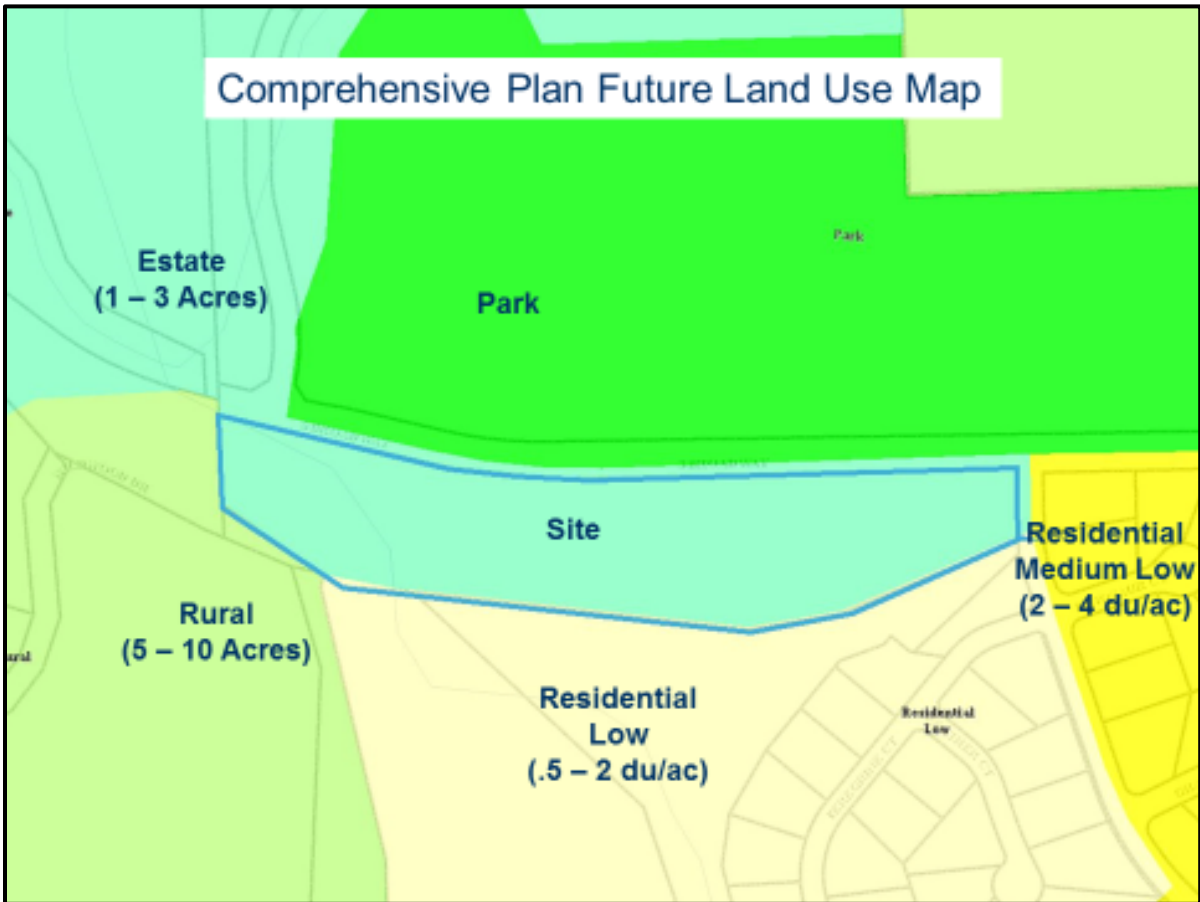 Comprehensive Plan Future Land Use Map
Park
Estate
(1 – 3 Acres)
Park
Site
Residential
Medium Low
(2 – 4 du/ac)
Rural
(5 – 10 Acres)
Residential
Low
(.5 – 2 du/ac)
Residential
Low